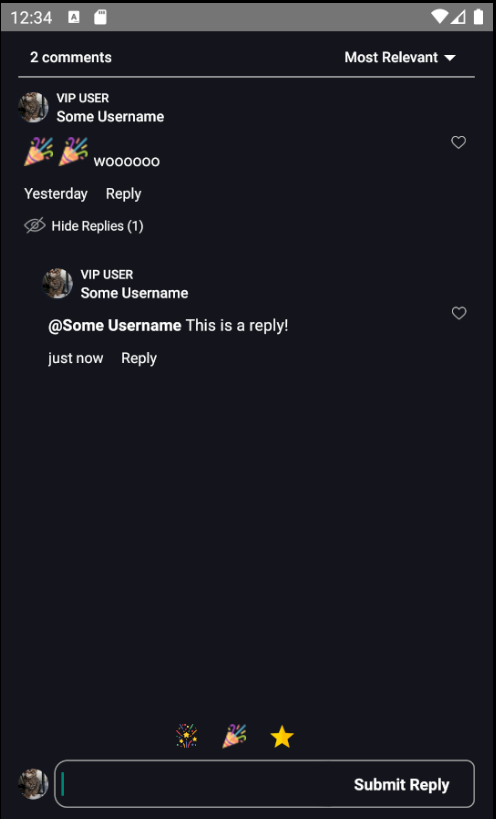 12:34
2 comments Most Relevant
VIP USER
Some Username
🎉🎉 woooooo
Yesterday Reply
Hide Replies (1)
VIP USER
Some Username
@Some Username This is a reply!
just now Reply
🎆 🎉 ⭐
Submit Reply